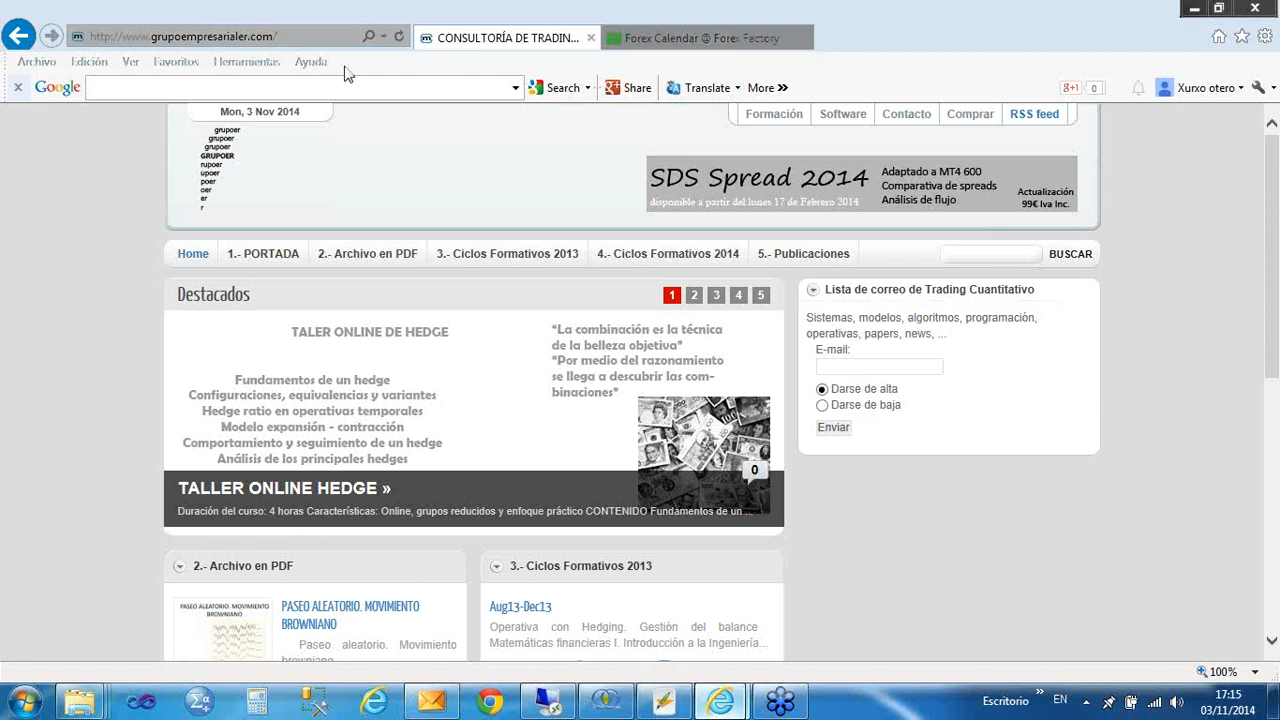 http://www.grupoempresarialer.com/
CONSULTORÍA DE TRADIN...
Forex Calendar @ Forex Factory
Archivo Edición Ver Favoritos Herramientas Ayuda
Google
Search
Share
Translate
More »
0
Xurxo otero
Mon, 3 Nov 2014
Formación Software Contacto Comprar RSS feed
grupoer
grupoer
grupoer
GRUPOER
rupoer
upoer
poer
oer
er
r
SDS Spread 2014
disponible a partir del lunes 17 de Febrero 2014
Adaptado a MT4 600
Comparativa de spreads
Análisis de flujo
Actualización
99€ Iva Inc.
Home 1.- PORTADA 2.- Archivo en PDF 3.- Ciclos Formativos 2013 4.- Ciclos Formativos 2014 5.- Publicaciones BUSCAR
Destacados
1 2 3 4 5
TALER ONLINE DE HEDGE
Fundamentos de un hedge
Configuraciones, equivalencias y variantes
Hedge ratio en operativas temporales
Modelo expansión - contracción
Comportamiento y seguimiento de un hedge
Análisis de los principales hedges
"La combinación es la técnica
de la belleza objetiva"
"Por medio del razonamiento
se llega a descubrir las com-
binaciones"
0
TALLER ONLINE HEDGE »
Duración del curso: 4 horas Características: Online, grupos reducidos y enfoque práctico CONTENIDO Fundamentos de un ...
Lista de correo de Trading Cuantitativo
Sistemas, modelos, algoritmos, programación,
operativas, papers, news, ...
E-mail:
Darse de alta
Darse de baja
Enviar
2.- Archivo en PDF
PASEO ALEATORIO. MOVIMIENTO
BROWNIANO
PASEO ALEATORIO. MOVIMIENTO
BROWNIANO
Paseo aleatorio. Movimiento
browniano
3.- Ciclos Formativos 2013
Aug13-Dec13
Operativa con Hedging. Gestión del balance
Matemáticas financieras I. Introducción a la Ingeniería...
100%
Escritorio »
EN
17:15
03/11/2014